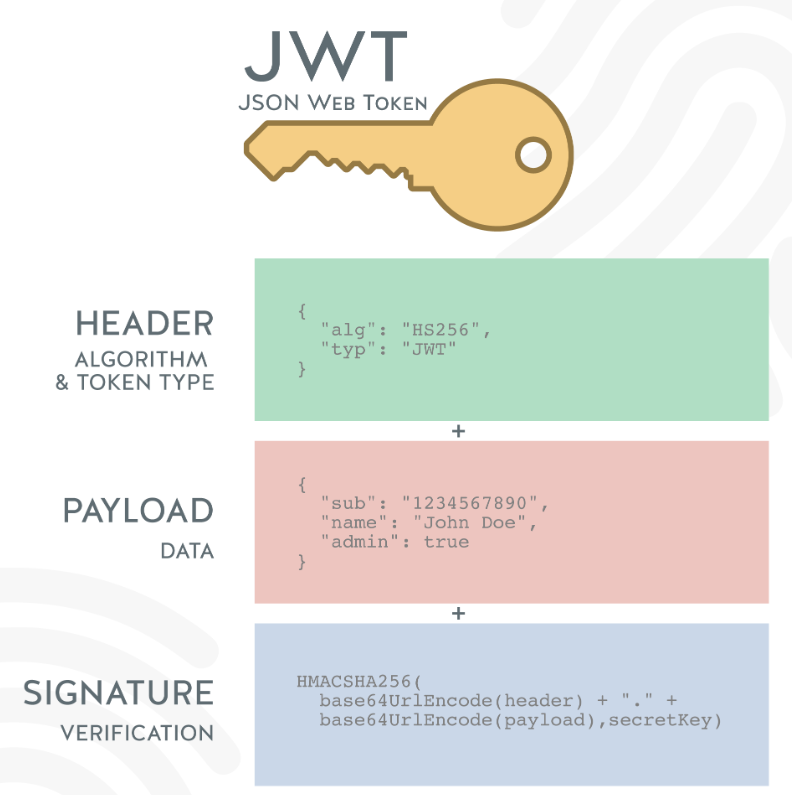 JWT
JSON WEB TOKEN
HEADER
ALGORITHM
& TOKEN TYPE
{
  "alg": "HS256",
  "typ": "JWT"
}
+
PAYLOAD
DATA
{
  "sub": "1234567890",
  "name": "John Doe",
  "admin": true
}
+
SIGNATURE
VERIFICATION
HMACSHA256(
  base64UrlEncode(header) + "." +
  base64UrlEncode(payload),secretKey)